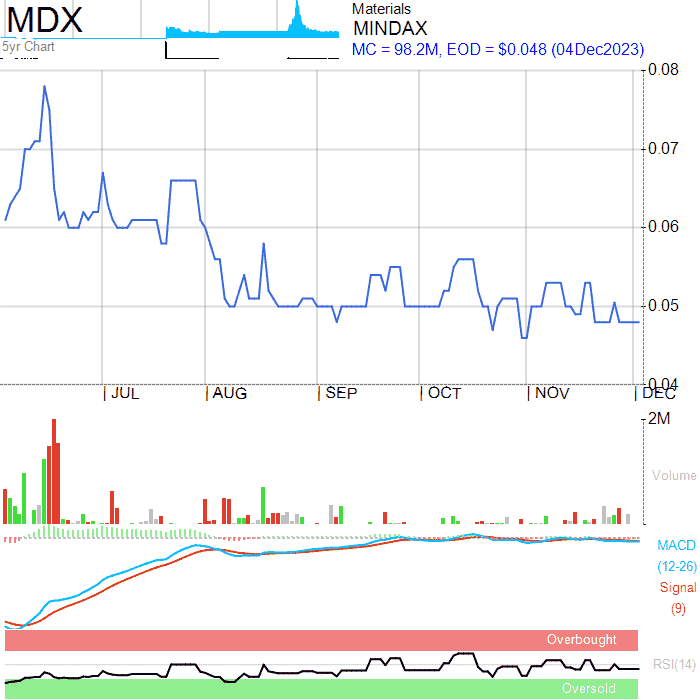 MDX
Materials
MINDAX
5yr Chart
MC = 98.2M, EOD = $0.048 (04Dec2023)
0.08
0.07
0.06
0.05
0.04
JUL
AUG
SEP
OCT
NOV
DEC
2M
Volume
MACD
(12-26)
Signal
(9)
Overbought
RSI(14)
Oversold